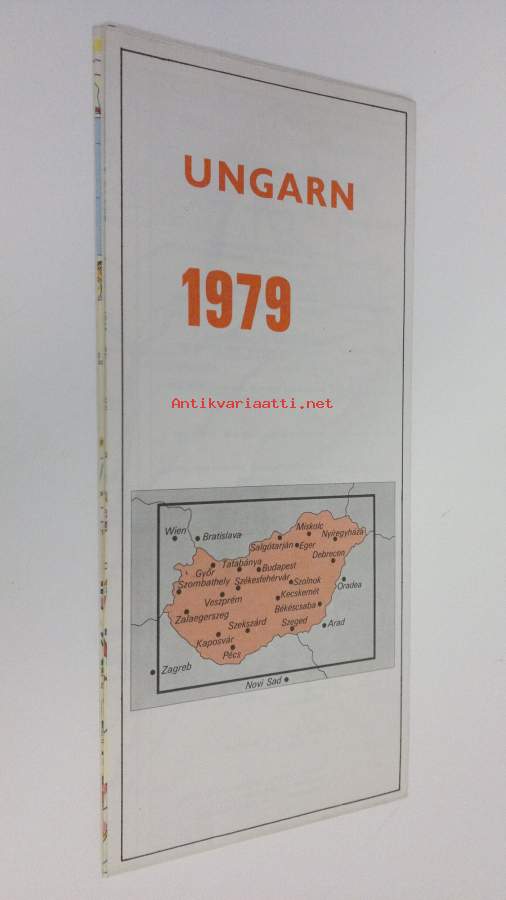 UNGARN
1979
Antikvariaatti.net
Wien
Bratislava
Miskolc
Salgótarján
Eger
Nyíregyháza
Debrecen
Győr
Tatabánya
Budapest
Szombathely
Székesfehérvár
Szolnok
Oradea
Veszprém
Kecskemét
Zalaegerszeg
Békéscsaba
Szekszárd
Szeged
Arad
Kaposvár
Pécs
Zagreb
Novi Sad